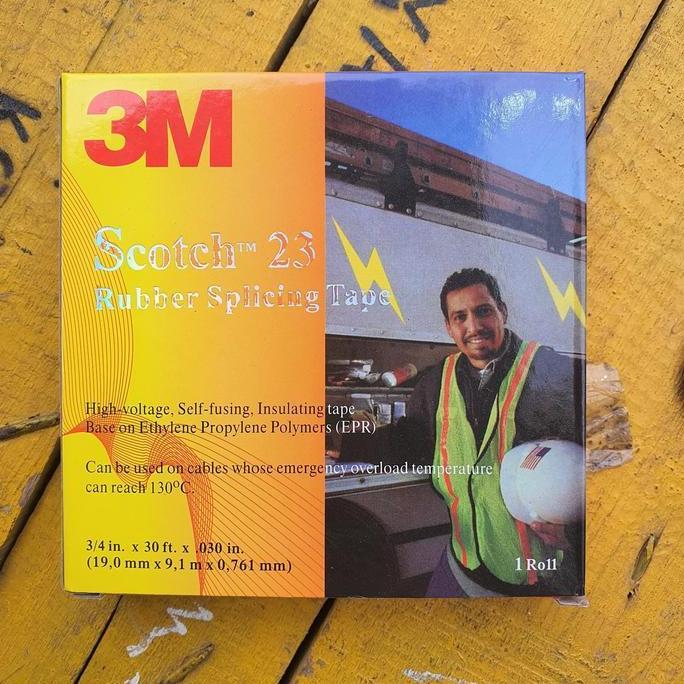 3M
Scotch™ 23
Rubber Splicing Tape
High-voltage, Self-fusing, Insulating tape
Base on Ethylene Propylene Polymers (EPR)
Can be used on cables whose emergency overload temperature
can reach 130ºC.
3/4 in. x 30 ft. x .030 in.
(19,0 mm x 9,1 m x 0,761 mm)
1 Roll